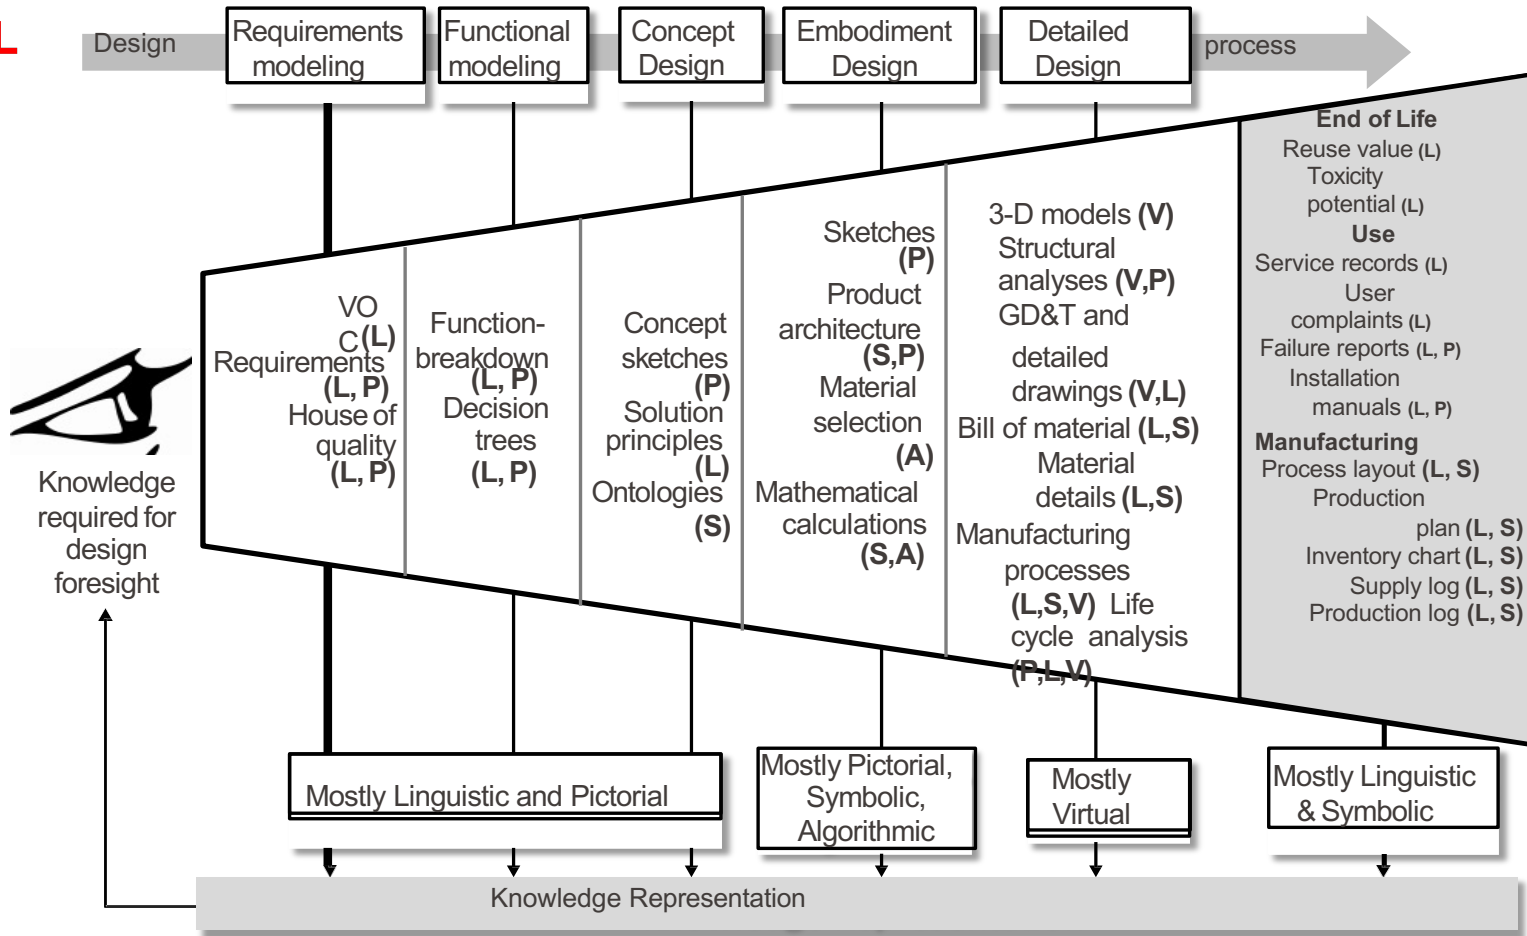 L
Design
Requirements
modeling
Functional
modeling
Concept
Design
Embodiment
Design
Detailed
Design
process
VO
C (L)
Requirements
(L, P)
House of
quality
(L, P)
Function-
breakdown
(L, P)
Decision
trees
(L, P)
Concept
sketches
(P)
Solution
principles
(L)
Ontologies
(S)
Sketches
(P)
Product
architecture
(S,P)
Material
selection
(A)
Mathematical
calculations
(S,A)
3-D models (V)
Structural
analyses (V,P)
GD&T and
detailed
drawings (V,L)
Bill of material (L,S)
Material
details (L,S)
Manufacturing
processes
(L,S,V) Life
cycle analysis
(P,L,V)
End of Life
Reuse value (L)
Toxicity
potential (L)
Use
Service records (L)
User
complaints (L)
Failure reports (L, P)
Installation
manuals (L, P)
Manufacturing
Process layout (L, S)
Production
plan (L, S)
Inventory chart (L, S)
Supply log (L, S)
Production log (L, S)
Knowledge
required for
design
foresight
Mostly Linguistic and Pictorial
Mostly Pictorial,
Symbolic,
Algorithmic
Mostly
Virtual
Mostly Linguistic
& Symbolic
Knowledge Representation